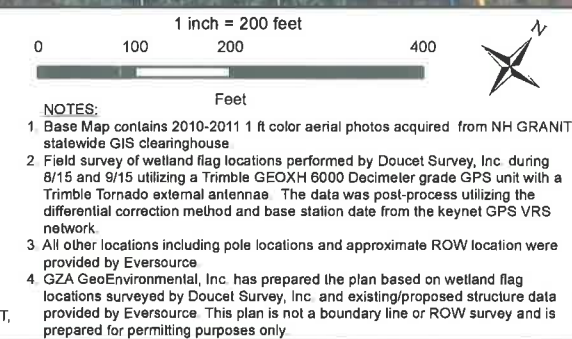 1 inch = 200 feet
N
0 100 200 400
Feet
NOTES:
1. Base Map contains 2010-2011 1 ft color aerial photos acquired from NH GRANIT
statewide GIS clearinghouse
2. Field survey of wetland flag locations performed by Doucet Survey, Inc. during
8/15 and 9/15 utilizing a Trimble GEOXH 6000 Decimeter grade GPS unit with a
Trimble Tornado external antennae. The data was post-process utilizing the
differential correction method and base station date from the keynet GPS VRS
network.
3. All other locations including pole locations and approximate ROW location were
provided by Eversource.
4. GZA GeoEnvironmental, Inc. has prepared the plan based on wetland flag
locations surveyed by Doucet Survey, Inc. and existing/proposed structure data
T, provided by Eversource. This plan is not a boundary line or ROW survey and is
prepared for permitting purposes only.